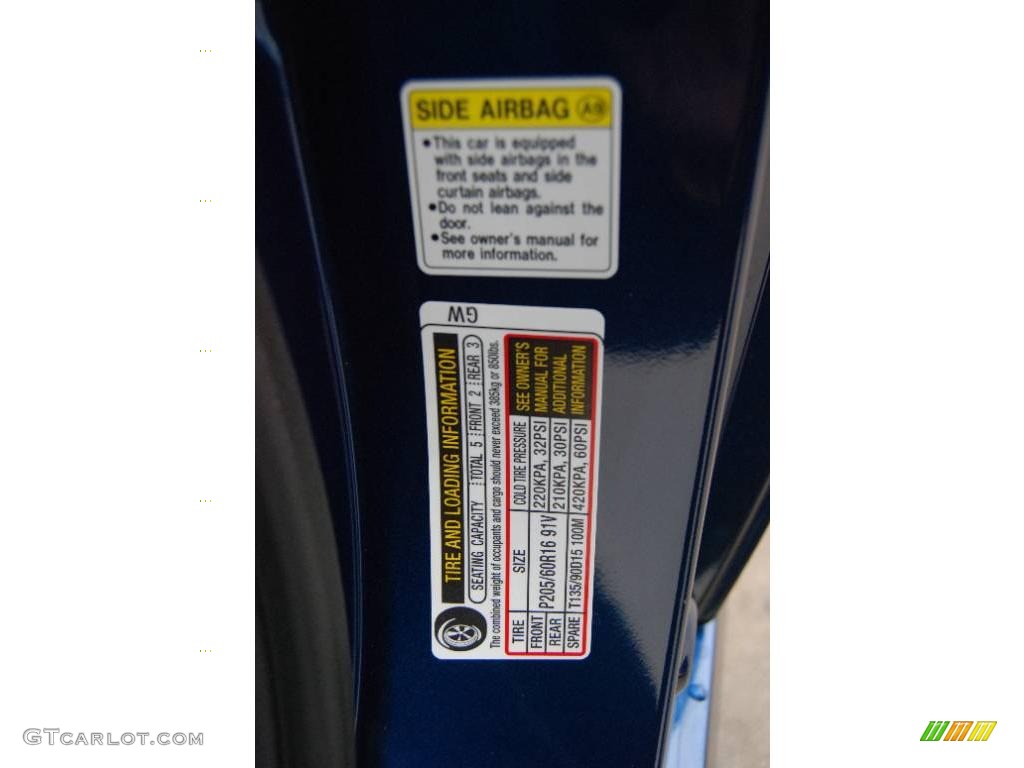 SIDE AIRBAG AB
•This car is equipped
with side airbags in the
front seats and side
curtain airbags.
•Do not lean against the
door.
•See owner's manual for
more information.
GW
TIRE AND LOADING INFORMATION
SEATING CAPACITY TOTAL 5 FRONT 2 REAR 3
The combined weight of occupants and cargo should never exceed 385kg or 850lbs.
TIRE SIZE COLD TIRE PRESSURE SEE OWNER'S
FRONT P205/60R16 91V 220KPA, 32PSI MANUAL FOR
REAR 210KPA, 30PSI ADDITIONAL
SPARE T135/90D15 100M 420KPA, 60PSI INFORMATION
GTCARLOT.COM